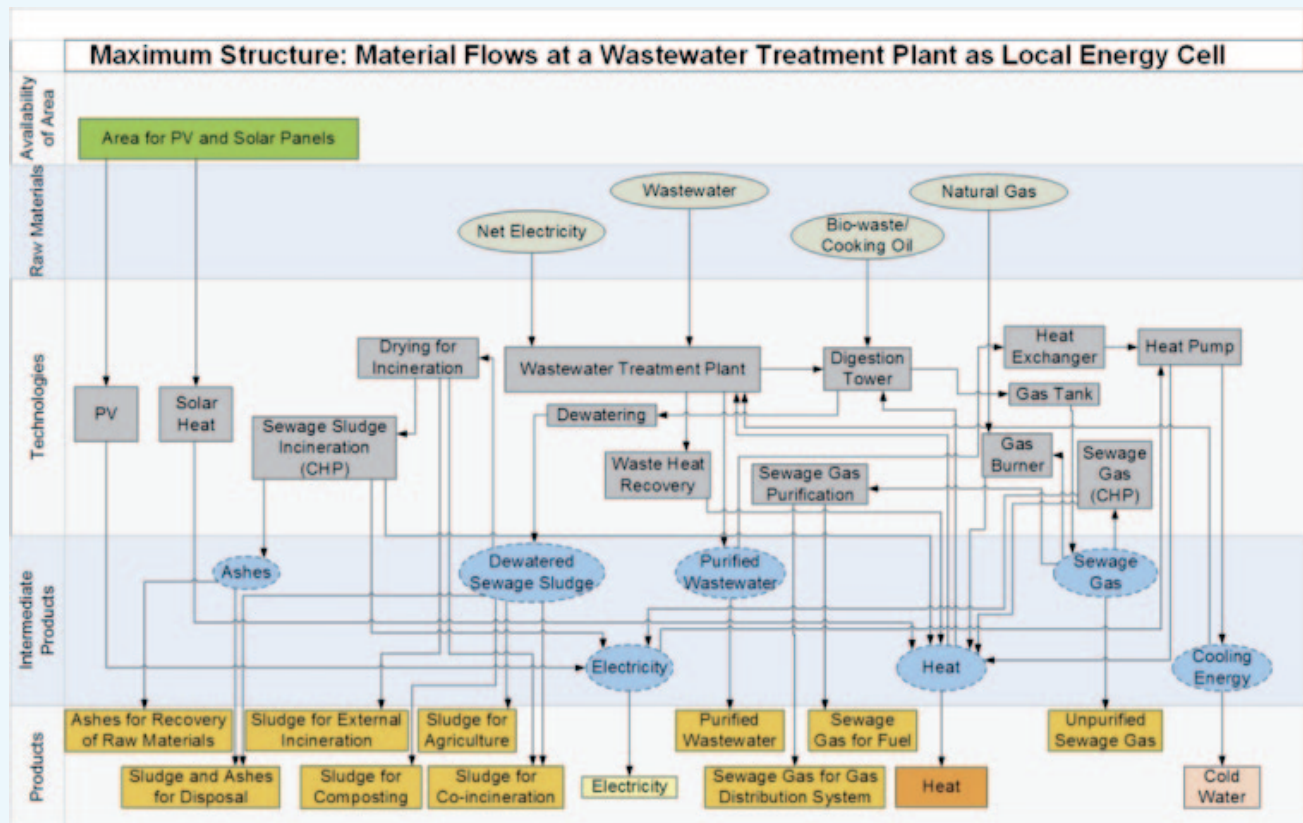 Maximum Structure: Material Flows at a Wastewater Treatment Plant as Local Energy Cell
Availability
of Area
Area for PV and Solar Panels
Raw Materials
Wastewater
Natural Gas
Net Electricity
Bio-waste/
Cooking Oil
Technologies
Drying for
Incineration
Wastewater Treatment Plant
Digestion
Tower
Heat
Exchanger
Heat Pump
PV
Solar
Heat
Gas Tank
Dewatering
Sewage Sludge
Incineration
(CHP)
Waste Heat
Recovery
Sewage Gas
Purification
Gas
Burner
Sewage
Gas
(CHP)
Intermediate
Products
Ashes
Dewatered
Sewage Sludge
Purified
Wastewater
Sewage
Gas
Electricity
Heat
Cooling
Energy
Products
Ashes for Recovery
of Raw Materials
Sludge for External
Incineration
Sludge for
Agriculture
Purified
Wastewater
Sewage
Gas for Fuel
Unpurified
Sewage Gas
Sludge and Ashes
for Disposal
Sludge for
Composting
Sludge for
Co-incineration
Electricity
Sewage Gas for Gas
Distribution System
Heat
Cold
Water